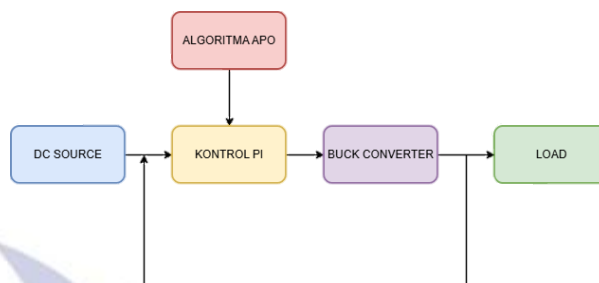 ALGORITMA APO
DC SOURCE
KONTROL PI
BUCK CONVERTER
LOAD